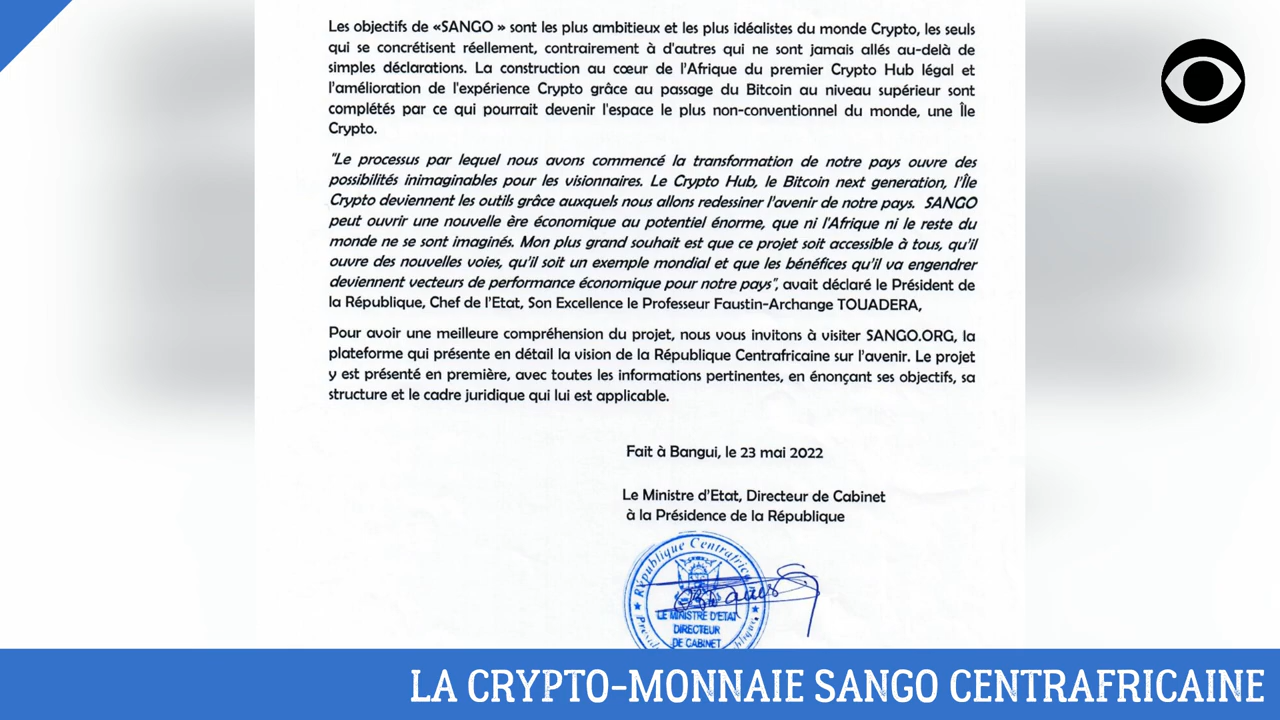 Les objectifs de «SANGO » sont les plus ambitieux et les plus idéalistes du monde Crypto, les seuls
qui se concrétisent réellement, contrairement à d'autres qui ne sont jamais allés au-delà de
simples déclarations. La construction au cœur de l'Afrique du premier Crypto Hub légal et
l'amélioration de l'expérience Crypto grâce au passage du Bitcoin au niveau supérieur sont
complétés par ce qui pourrait devenir l'espace le plus non-conventionnel du monde, une Île
Crypto.
"Le processus par lequel nous avons commencé la transformation de notre pays ouvre des
possibilités inimaginables pour les visionnaires. Le Crypto Hub, le Bitcoin next generation, l'Île
Crypto deviennent les outils grâce auxquels nous allons redessiner l'avenir de notre pays. SANGO
peut ouvrir une nouvelle ère économique au potentiel énorme, que ni l'Afrique ni le reste du
monde ne se sont imaginés. Mon plus grand souhait est que ce projet soit accessible à tous, qu'il
ouvre des nouvelles voies, qu'il soit un exemple mondial et que les bénéfices qu'il va engendrer
deviennent vecteurs de performance économique pour notre pays", avait déclaré le Président de
la République, Chef de l'Etat, Son Excellence le Professeur Faustin-Archange TOUADERA,
Pour avoir une meilleure compréhension du projet, nous vous invitons à visiter SANGO.ORG, la
plateforme qui présente en détail la vision de la République Centrafricaine sur l'avenir. Le projet
y est présenté en première, avec toutes les informations pertinentes, en énonçant ses objectifs, sa
structure et le cadre juridique qui lui est applicable.
Fait à Bangui, le 23 mai 2022
Le Ministre d'Etat, Directeur de Cabinet
à la Présidence de la République
République
LE MINISTRE D'ETAT
DIRECTEUR
DE CABINET
LA CRYPTO-MONNAIE SANGO CENTRAFRICAINE